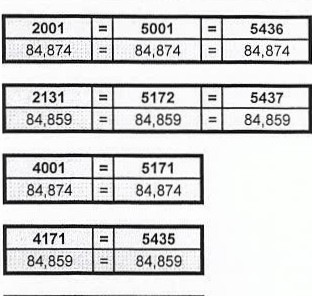 2001 = 5001 = 5436
84,874 = 84,874 = 84,874
2131 = 5172 = 5437
84,859 = 84,859 = 84,859
4001 = 5171
84,874 = 84,874
4171 = 5435
84,859 = 84,859